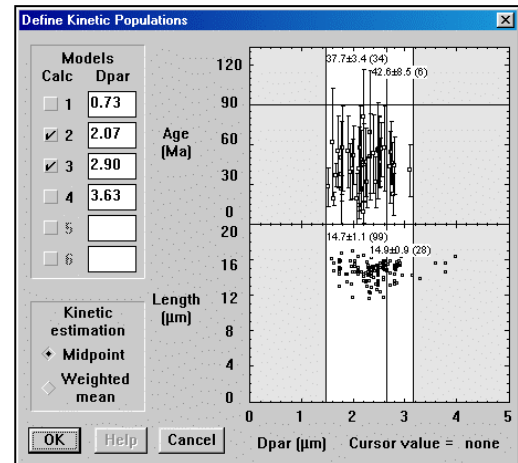 Define Kinetic Populations
Models
Calc Dpar
1 0.73
2 2.07
3 2.90
4 3.63
5
6
Kinetic
estimation
Midpoint
Weighted
mean
OK Help Cancel
Age
(Ma)
120
90
60
30
0
37.7±3.4 (34)
42.6±8.5 (6)
Length
(µm)
20
16
12
8
4
0
14.7±1.1 (99)
14.9±0.9 (28)
0 1 2 3 4 5
Dpar (µm) Cursor value = none